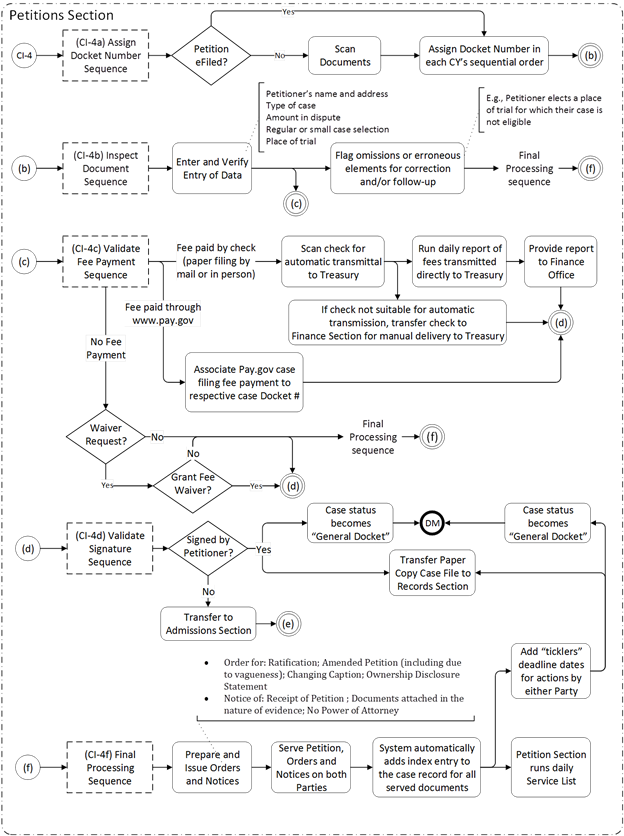 Petitions Section
Yes
CI-4
(CI-4a) Assign
Docket Number
Sequence
Petition
eFiled?
No
Scan
Documents
Assign Docket Number in
each CY's sequential order
(b)
Petitioner's name and address
Type of case
Amount in dispute
Regular or small case selection
Place of trial
E.g., Petitioner elects a place
of trial for which their case is
not eligible
(b)
(CI-4b) Inspect
Document
Sequence
Enter and Verify
Entry of Data
(c)
Flag omissions or erroneous
elements for correction
and/or follow-up
Final
Processing
sequence
(f)
(c)
(CI-4c) Validate
Fee Payment
Sequence
Fee paid by check
(paper filing by
mail or in person)
Scan check for
automatic transmittal
to Treasury
Run daily report of
fees transmitted
directly to Treasury
Provide report
to Finance
Office
Fee paid through
www.pay.gov
If check not suitable for automatic
transmission, transfer check to
Finance Section for manual delivery to Treasury
(d)
No Fee
Payment
Associate Pay.gov case
filing fee payment to
respective case Docket #
Waiver
Request?
No
Final
Processing
sequence
(f)
No
Yes
Grant Fee
Waiver?
Yes
(d)
Case status
becomes
"General Docket"
DM
Case status
becomes
"General Docket"
(d)
(CI-4d) Validate
Signature
Sequence
Signed by
Petitioner?
Yes
Transfer Paper
Copy Case File to
Records Section
No
Transfer to
Admissions Section
(e)
• Order for: Ratification; Amended Petition (including due
to vagueness); Changing Caption; Ownership Disclosure
Statement
• Notice of: Receipt of Petition ; Documents attached in the
nature of evidence; No Power of Attorney
Add "ticklers"
deadline dates
for actions by
either Party
(f)
(CI-4f) Final
Processing
Sequence
Prepare and
Issue Orders
and Notices
Serve Petition,
Orders and
Notices on both
Parties
System automatically
adds index entry to
the case record for all
served documents
Petition Section
runs daily
Service List